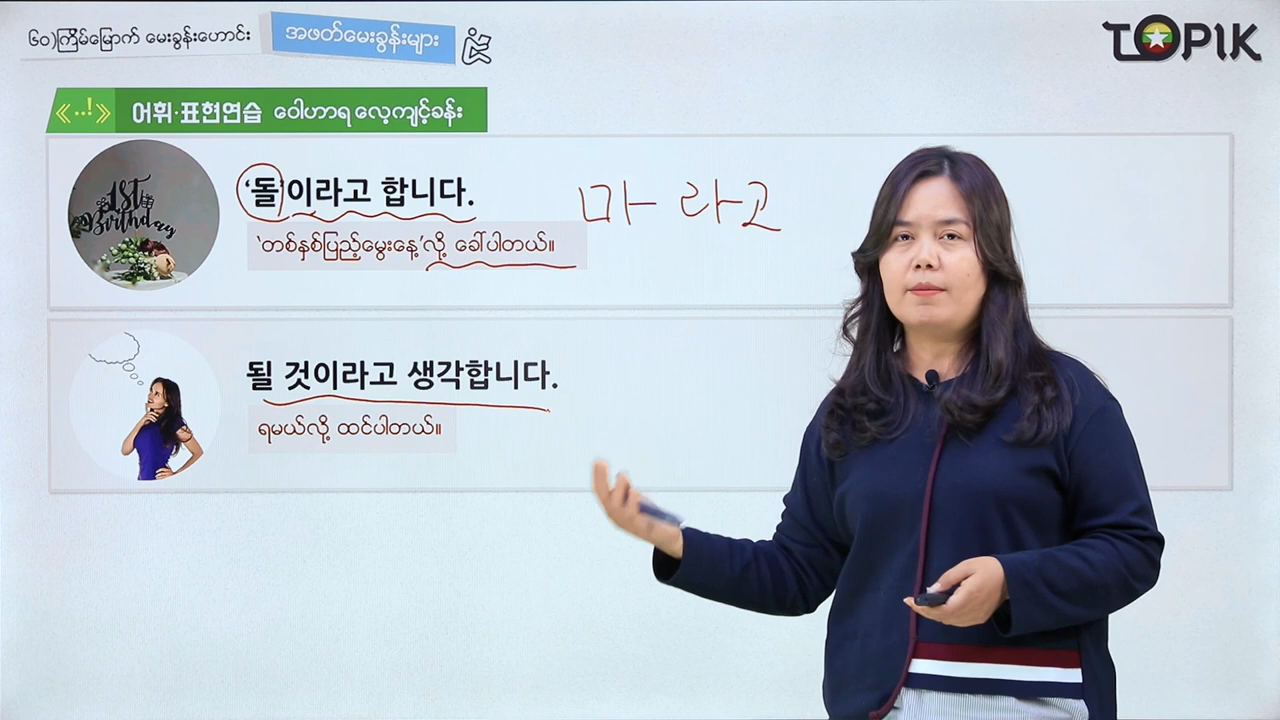 ၆၀)ကြိမ်မြောက် မေးခွန်းဟောင်း
အဖတ်မေးခွန်းများ
TOPIK
어휘·표현연습 ဝေါဟာရ လေ့ကျင့်ခန်း
1st Birthday
'돌'이라고 합니다.
마 라고
'တစ်နှစ်ပြည့်မွေးနေ့'လို့ ခေါ်ပါတယ်။
될 것이라고 생각합니다.
ရမယ်လို့ ထင်ပါတယ်။